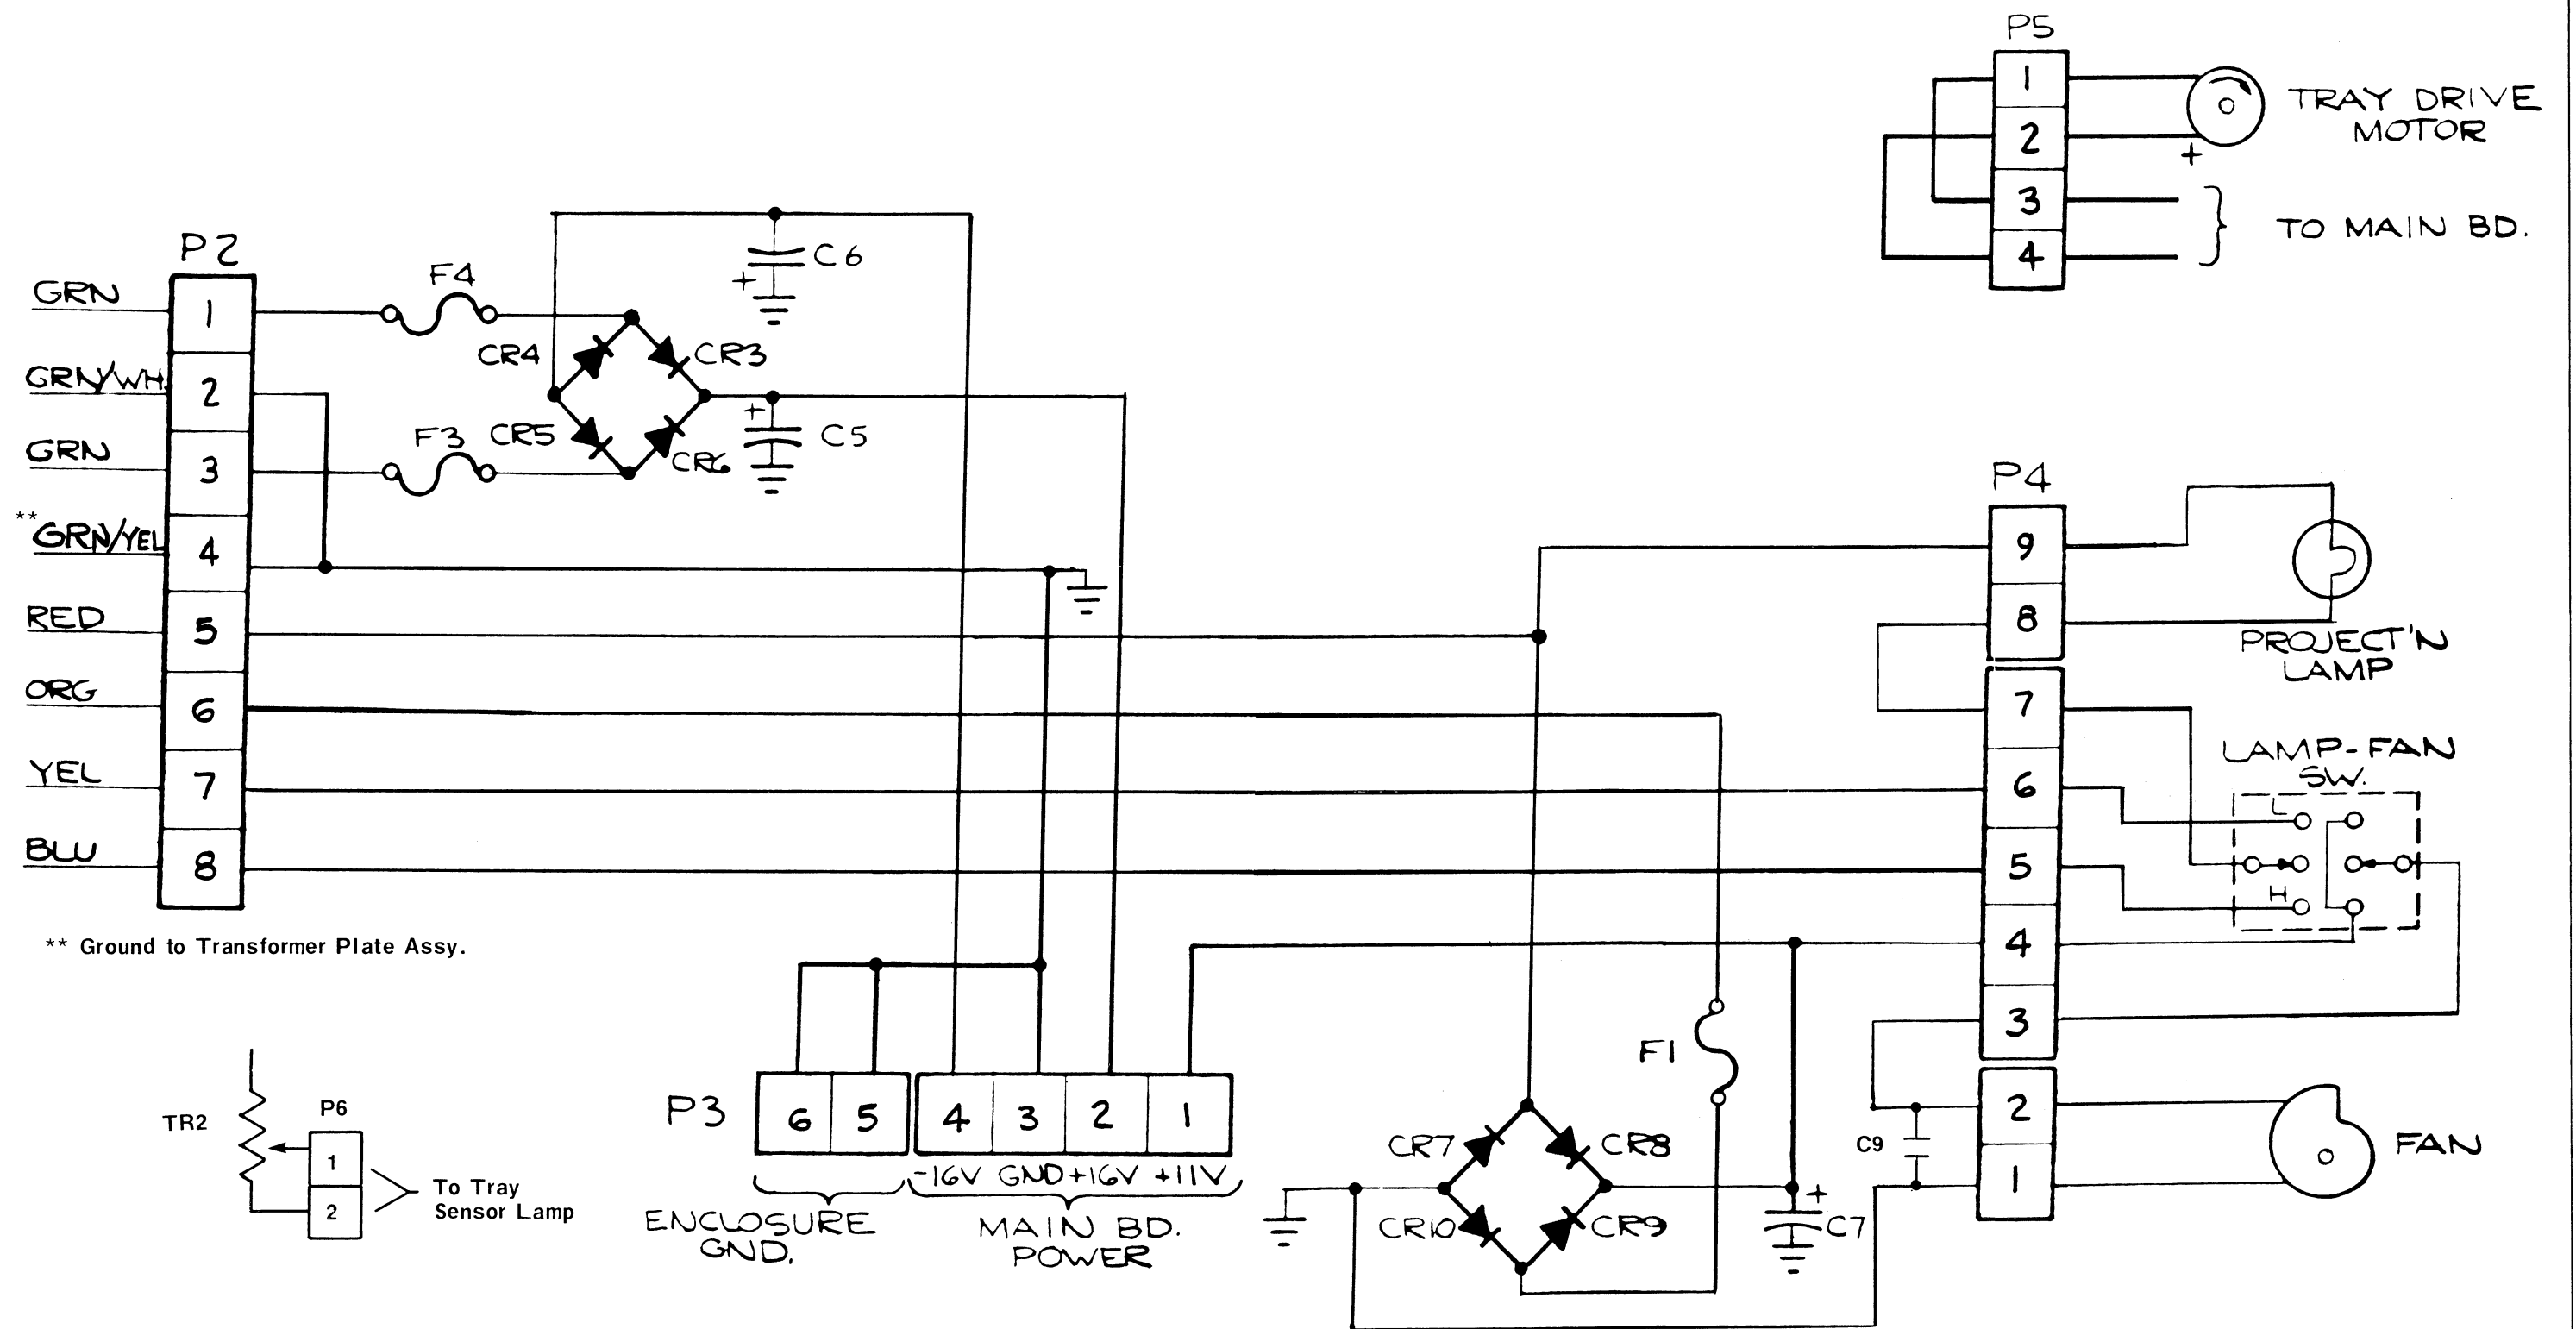 P5
1
2
3
4
+
TRAY DRIVE
MOTOR
TO MAIN BD.
P2
GRN
1
GRN/WH.
2
GRN
3
** GRN/YEL
4
RED
5
ORG
6
YEL
7
BLU
8
** Ground to Transformer Plate Assy.
F4
F3
CR4
CR3
CR5
CR6
C6
+
+
C5
P4
9
8
7
6
5
4
3
2
1
PROJECT'N
LAMP
LAMP-FAN
SW.
L
H
C9
FAN
TR2
P6
1
2
To Tray
Sensor Lamp
P3
6
5
4
3
2
1
-16V GND +16V +11V
ENCLOSURE
GND.
MAIN BD.
POWER
F1
CR7
CR8
CR10
CR9
+
C7